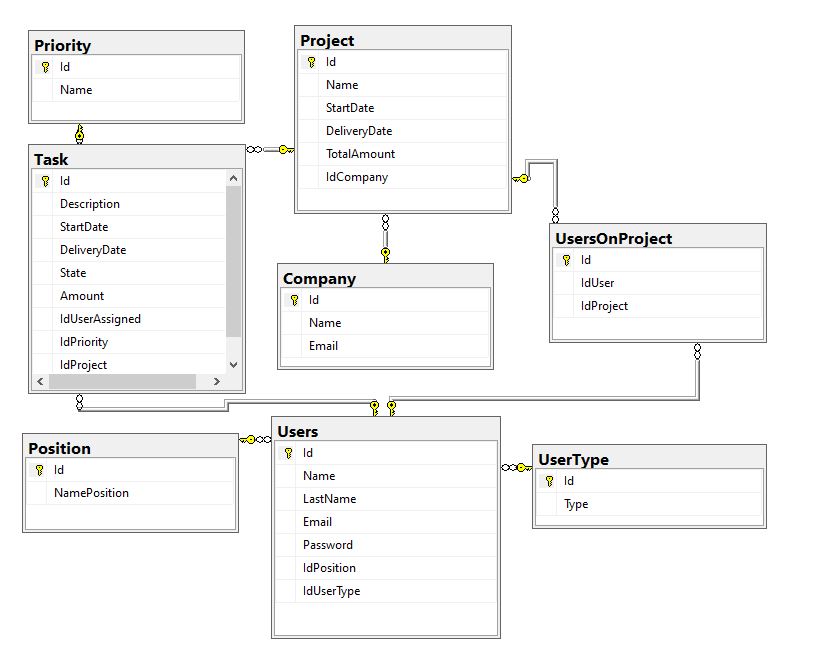 Priority
Id
Name
Project
Id
Name
StartDate
DeliveryDate
TotalAmount
IdCompany
Task
Id
Description
StartDate
DeliveryDate
State
Amount
IdUserAssigned
IdPriority
IdProject
Company
Id
Name
Email
UsersOnProject
Id
IdUser
IdProject
Position
Id
NamePosition
Users
Id
Name
LastName
Email
Password
IdPosition
IdUserType
UserType
Id
Type